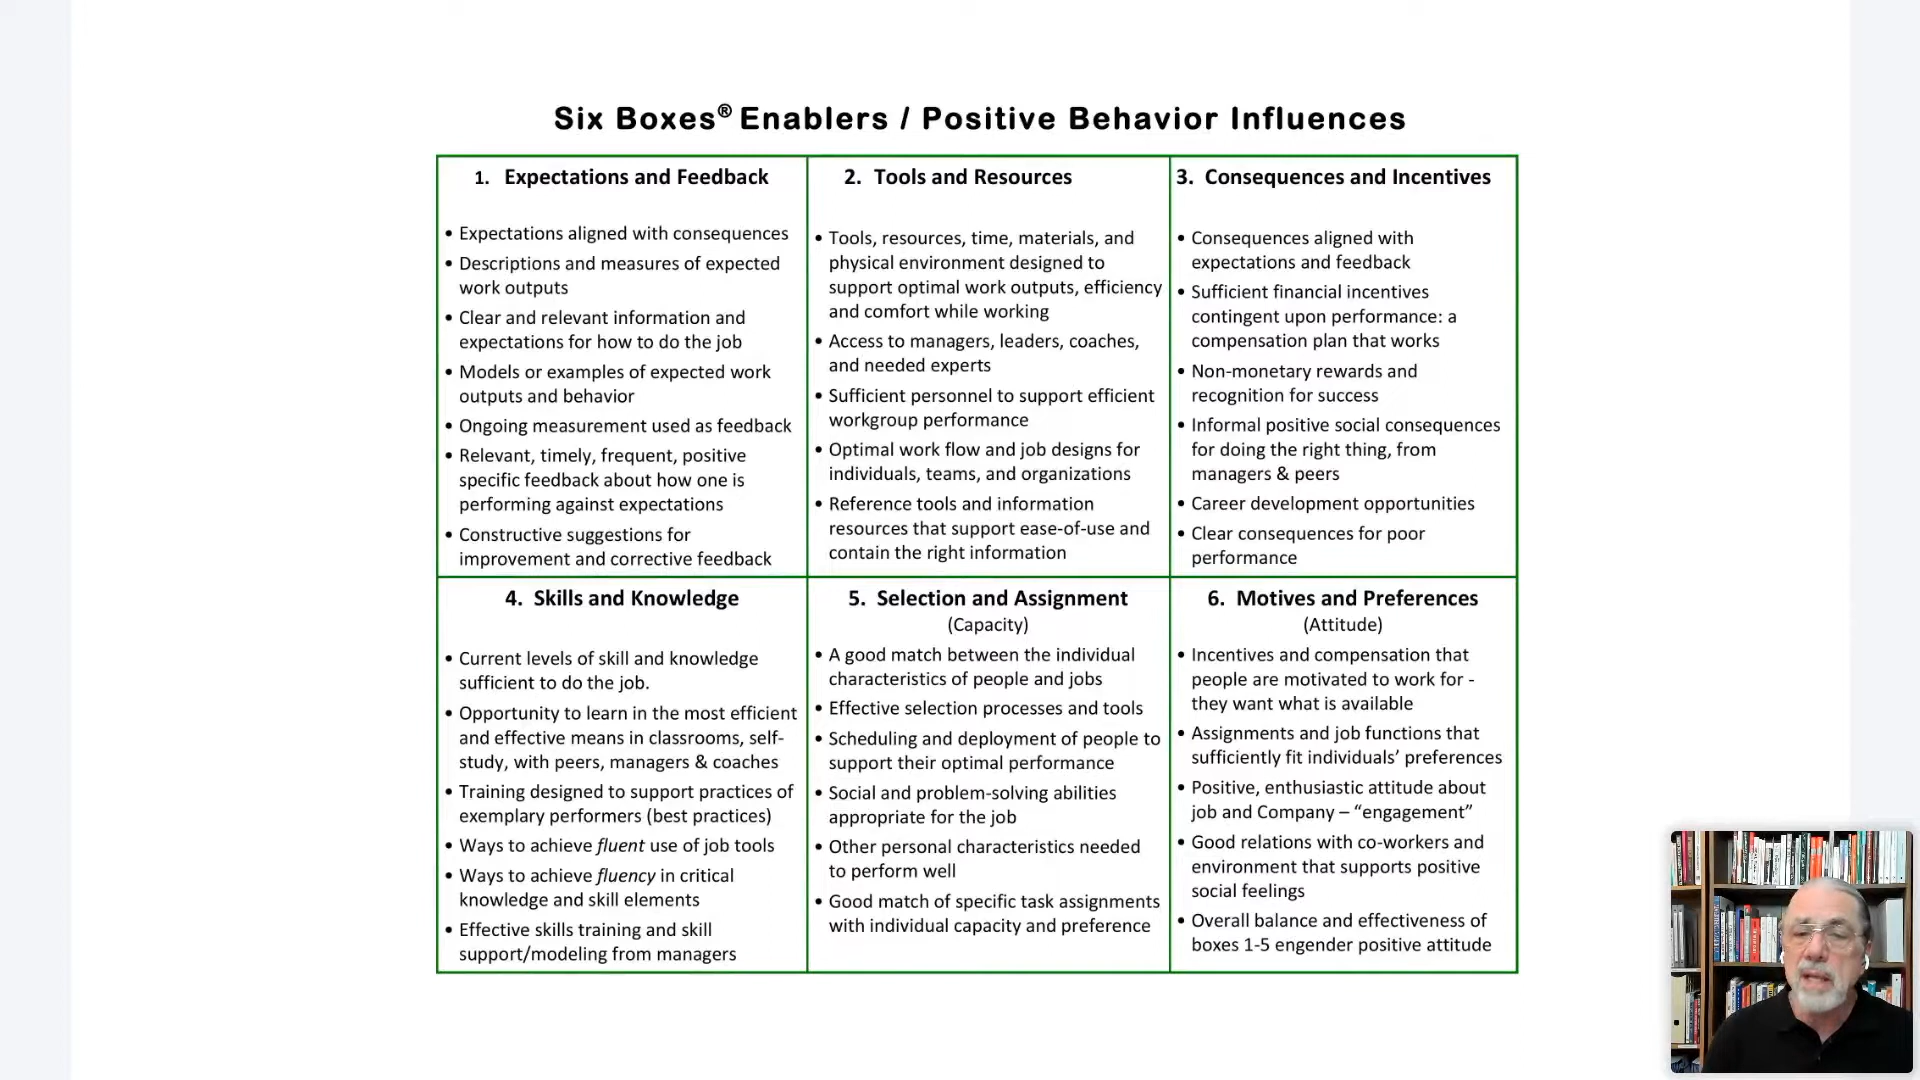 Six Boxes® Enablers / Positive Behavior Influences
1. Expectations and Feedback
• Expectations aligned with consequences
• Descriptions and measures of expected
work outputs
• Clear and relevant information and
expectations for how to do the job
• Models or examples of expected work
outputs and behavior
• Ongoing measurement used as feedback
• Relevant, timely, frequent, positive
specific feedback about how one is
performing against expectations
• Constructive suggestions for
improvement and corrective feedback
2. Tools and Resources
• Tools, resources, time, materials, and
physical environment designed to
support optimal work outputs, efficiency
and comfort while working
• Access to managers, leaders, coaches,
and needed experts
• Sufficient personnel to support efficient
workgroup performance
• Optimal work flow and job designs for
individuals, teams, and organizations
• Reference tools and information
resources that support ease-of-use and
contain the right information
3. Consequences and Incentives
• Consequences aligned with
expectations and feedback
• Sufficient financial incentives
contingent upon performance: a
compensation plan that works
• Non-monetary rewards and
recognition for success
• Informal positive social consequences
for doing the right thing, from
managers & peers
• Career development opportunities
• Clear consequences for poor
performance
4. Skills and Knowledge
• Current levels of skill and knowledge
sufficient to do the job.
• Opportunity to learn in the most efficient
and effective means in classrooms, self-
study, with peers, managers & coaches
• Training designed to support practices of
exemplary performers (best practices)
• Ways to achieve fluent use of job tools
• Ways to achieve fluency in critical
knowledge and skill elements
• Effective skills training and skill
support/modeling from managers
5. Selection and Assignment
(Capacity)
• A good match between the individual
characteristics of people and jobs
• Effective selection processes and tools
• Scheduling and deployment of people to
support their optimal performance
• Social and problem-solving abilities
appropriate for the job
• Other personal characteristics needed
to perform well
• Good match of specific task assignments
with individual capacity and preference
6. Motives and Preferences
(Attitude)
• Incentives and compensation that
people are motivated to work for -
they want what is available
• Assignments and job functions that
sufficiently fit individuals’ preferences
• Positive, enthusiastic attitude about
job and Company – “engagement”
• Good relations with co-workers and
environment that supports positive
social feelings
• Overall balance and effectiveness of
boxes 1-5 engender positive attitude